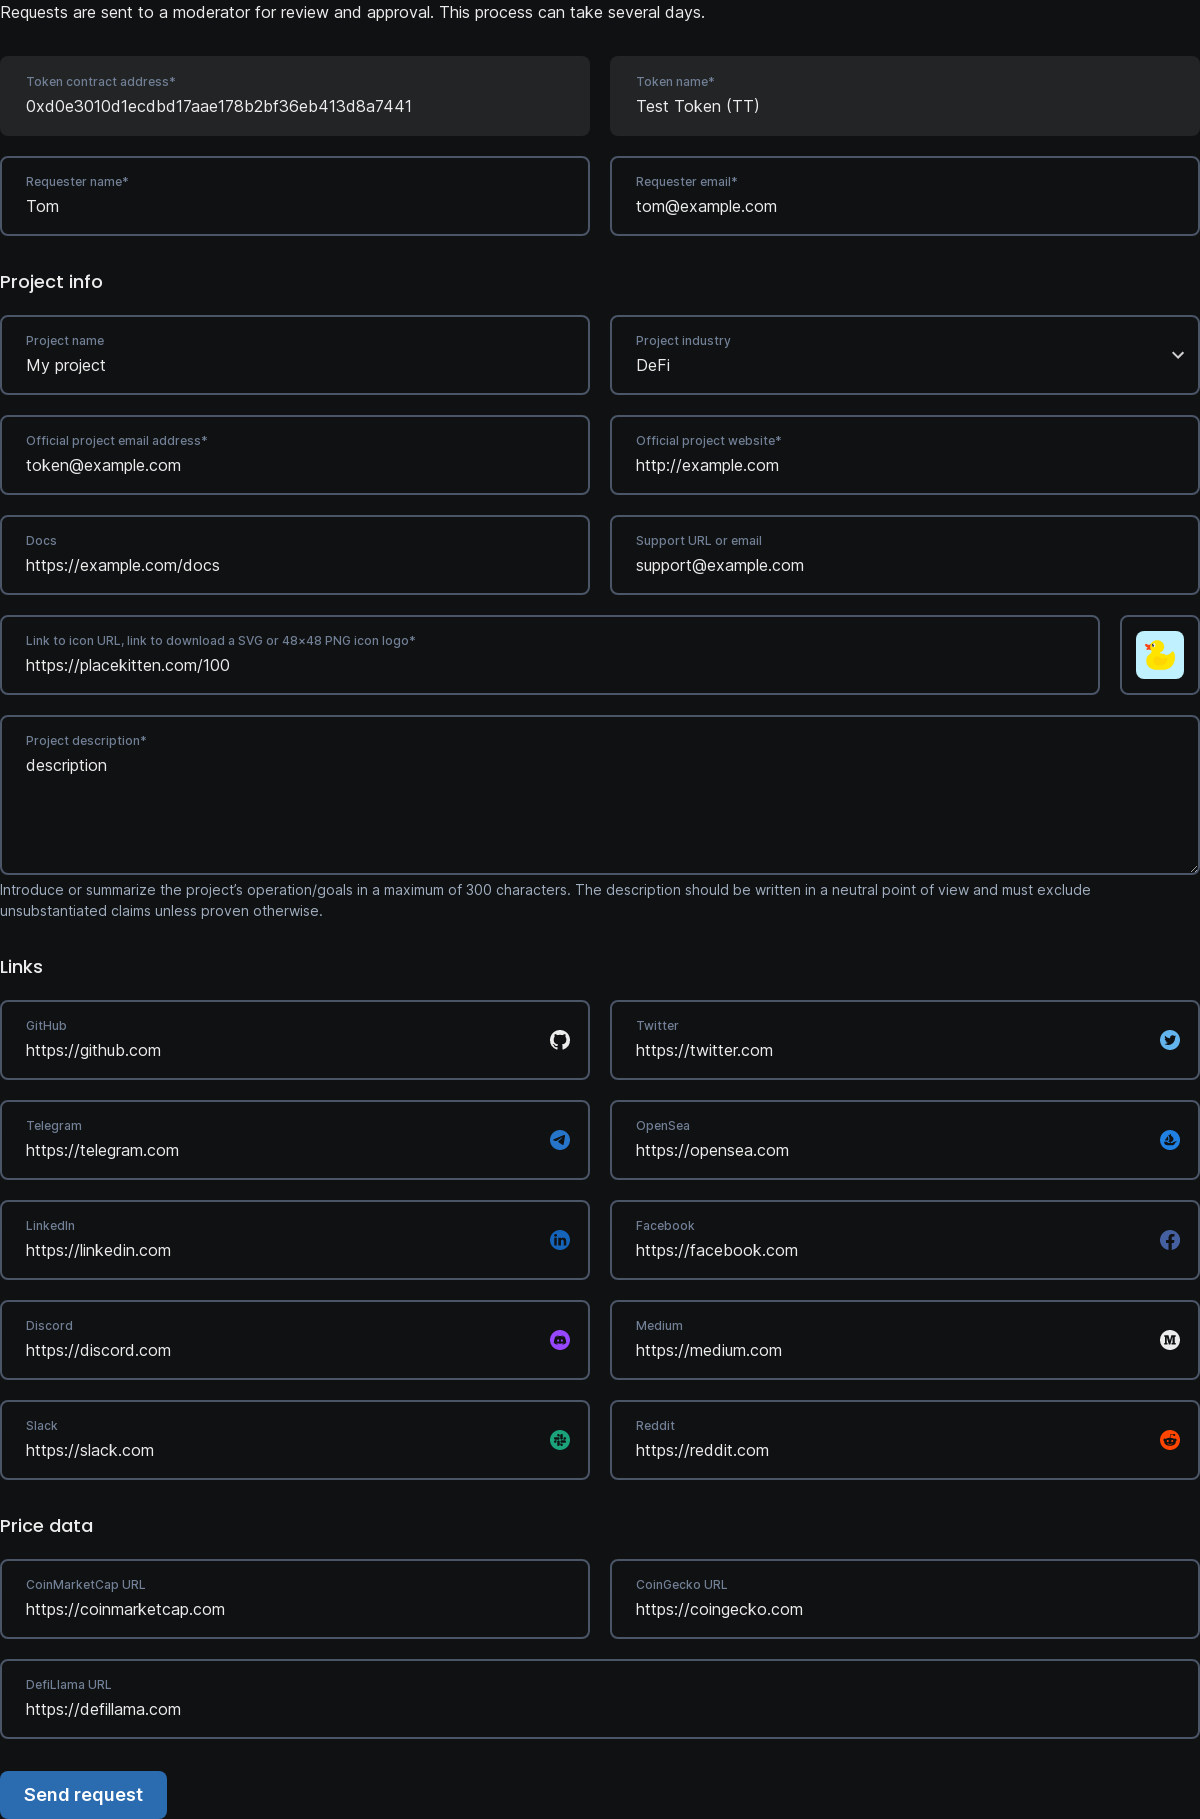 Requests are sent to a moderator for review and approval. This process can take several days.
Token contract address*
0xd0e3010d1ecdbd17aae178b2bf36eb413d8a7441
Token name*
Test Token (TT)
Requester name*
Tom
Requester email*
tom@example.com
Project info
Project name
My project
Project industry
DeFi
Official project email address*
token@example.com
Official project website*
http://example.com
Docs
https://example.com/docs
Support URL or email
support@example.com
Link to icon URL, link to download a SVG or 48×48 PNG icon logo*
https://placekitten.com/100
Project description*
description
Introduce or summarize the project’s operation/goals in a maximum of 300 characters. The description should be written in a neutral point of view and must exclude
unsubstantiated claims unless proven otherwise.
Links
GitHub
https://github.com
Twitter
https://twitter.com
Telegram
https://telegram.com
OpenSea
https://opensea.com
LinkedIn
https://linkedin.com
Facebook
https://facebook.com
Discord
https://discord.com
Medium
https://medium.com
Slack
https://slack.com
Reddit
https://reddit.com
Price data
CoinMarketCap URL
https://coinmarketcap.com
CoinGecko URL
https://coingecko.com
DefiLlama URL
https://defillama.com
Send request